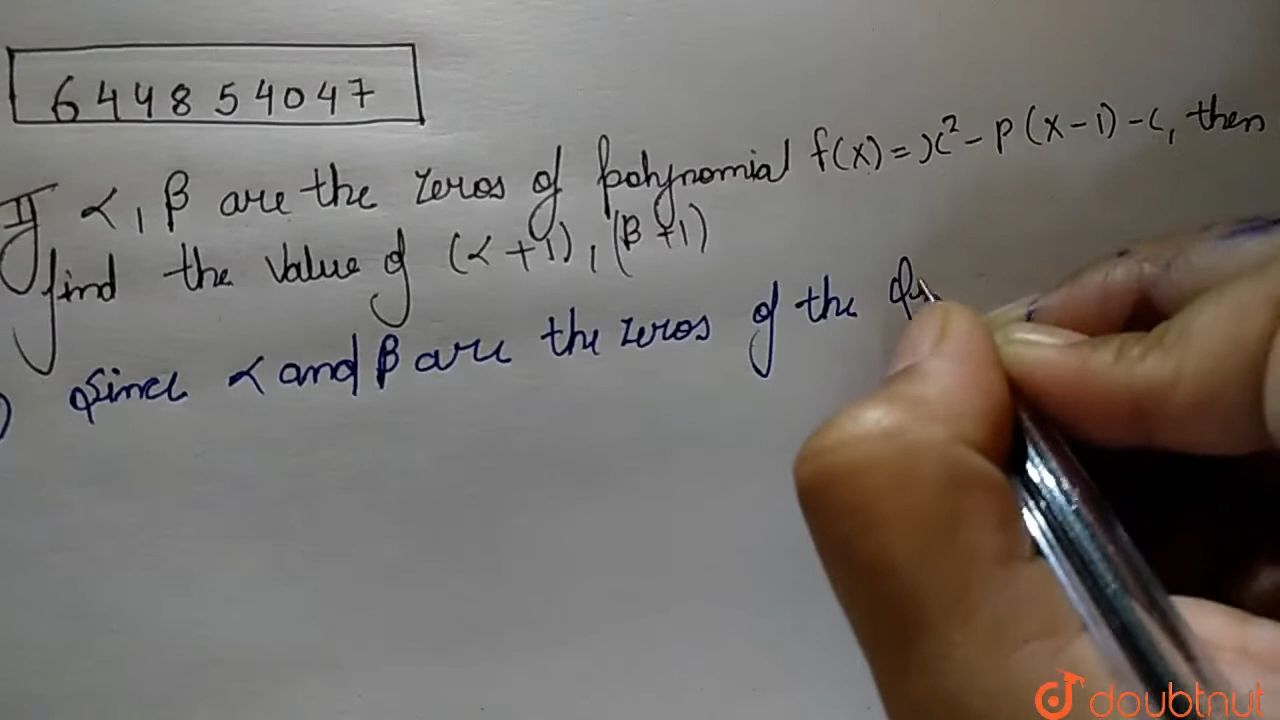 644854047
If α, β are the zeros of polynomial f(x) = x² - p(x-1) - c, then
find the value of (α+1), (β+1)
Since α and β are the zeros of the
doubtnut